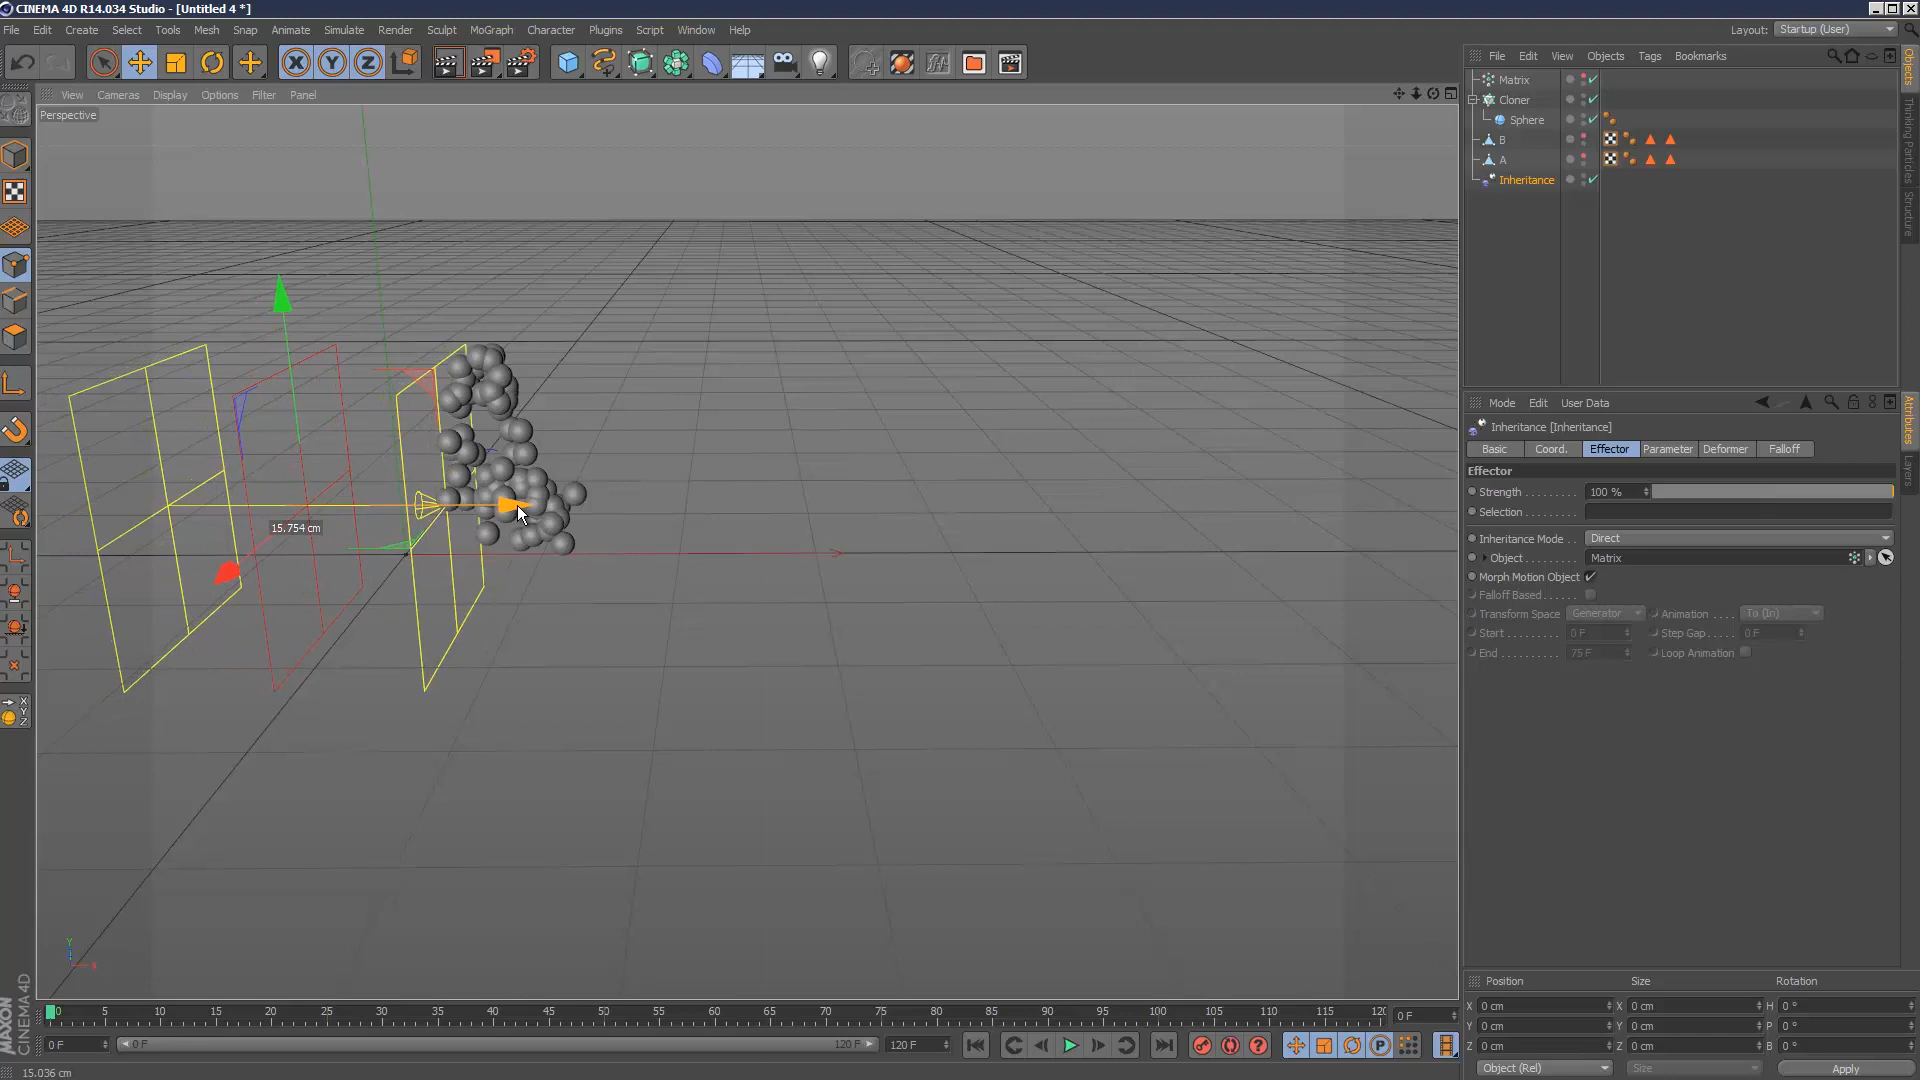 CINEMA 4D R14.034 Studio - [Untitled 4 *]
File Edit Create Select Tools Mesh Snap Animate Simulate Render Sculpt MoGraph Character Plugins Script Window Help
Layout: Startup (User)
X Y Z
File Edit View Objects Tags Bookmarks
View Cameras Display Options Filter Panel
Perspective
Matrix
Cloner
Sphere
B
A
Inheritance
Objects
Thinking Particles
Structure
Mode Edit User Data
Inheritance [Inheritance]
Basic Coord. Effector Parameter Deformer Falloff
Effector
Strength . . . . . . . . . 100 %
Selection . . . . . . . . .
Inheritance Mode . . Direct
Object . . . . . . . . . Matrix
Morph Motion Object
Falloff Based . . . . . .
Transform Space Generator Animation . . . . To (In)
Start . . . . . . . . . . 0 F Step Gap . . . . . 0 F
End . . . . . . . . . . . 75 F Loop Animation
Attributes
Layers
15.754 cm
X
Y
Z
Y
X
MAXON
CINEMA 4D
0 5 10 15 20 25 30 35 40 45 50 55 60 65 70 75 80 85 90 95 100 105 110 115 120 0 F
0 F 0 F 120 F 120 F
P
Position Size Rotation
X 0 cm X 0 cm H 0 °
Y 0 cm Y 0 cm P 0 °
Z 0 cm Z 0 cm B 0 °
Object (Rel) Size Apply
15.036 cm